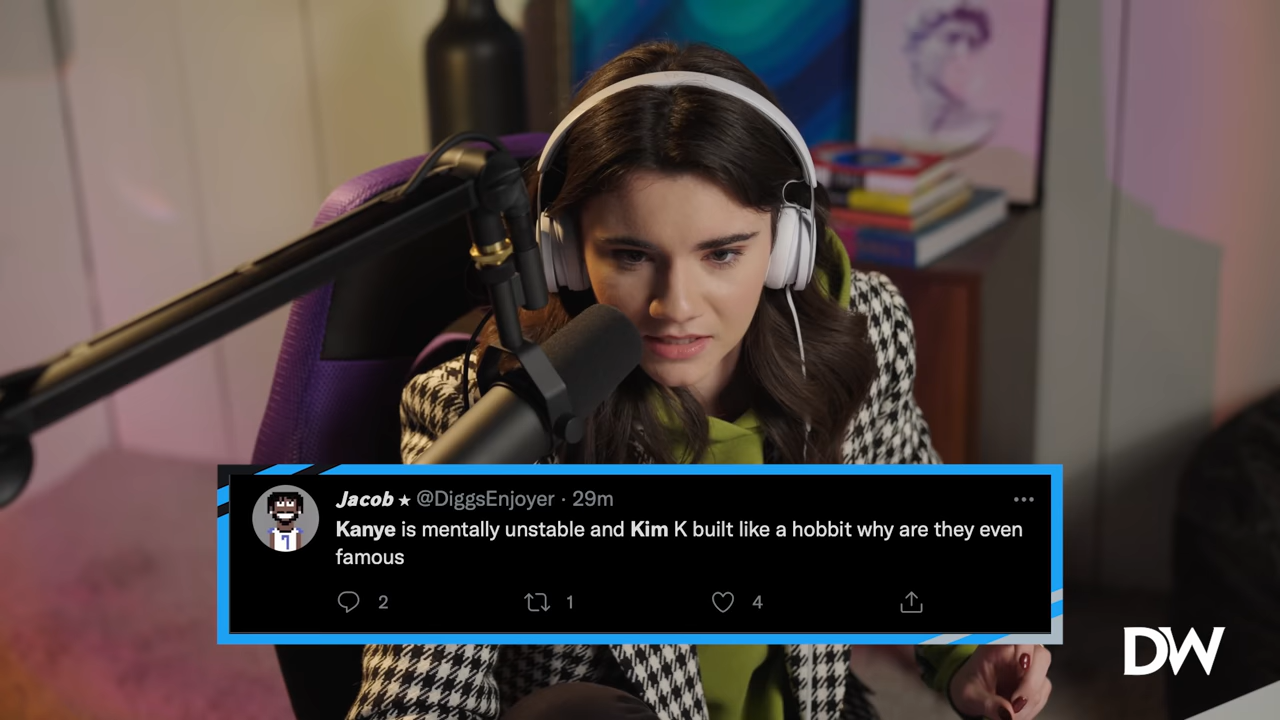 Jacob ★ @DiggsEnjoyer · 29m
Kanye is mentally unstable and Kim K built like a hobbit why are they even
famous
2 1 4
7
DW